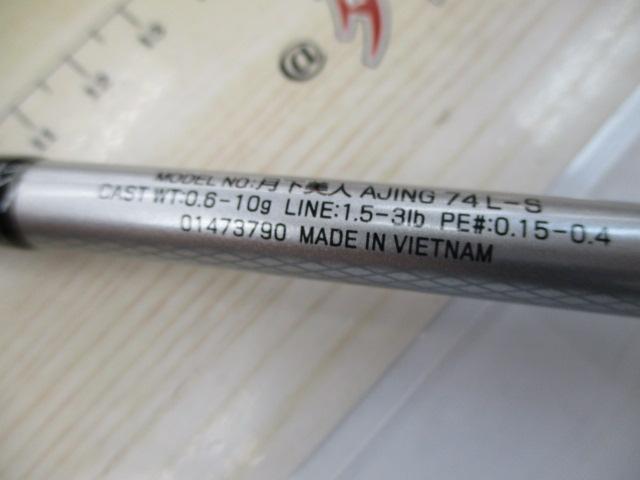 MODEL NO:月下美人 AJING 74L-S
CAST WT:0.6-10g LINE:1.5-3lb PE#:0.15-0.4
01473790 MADE IN VIETNAM